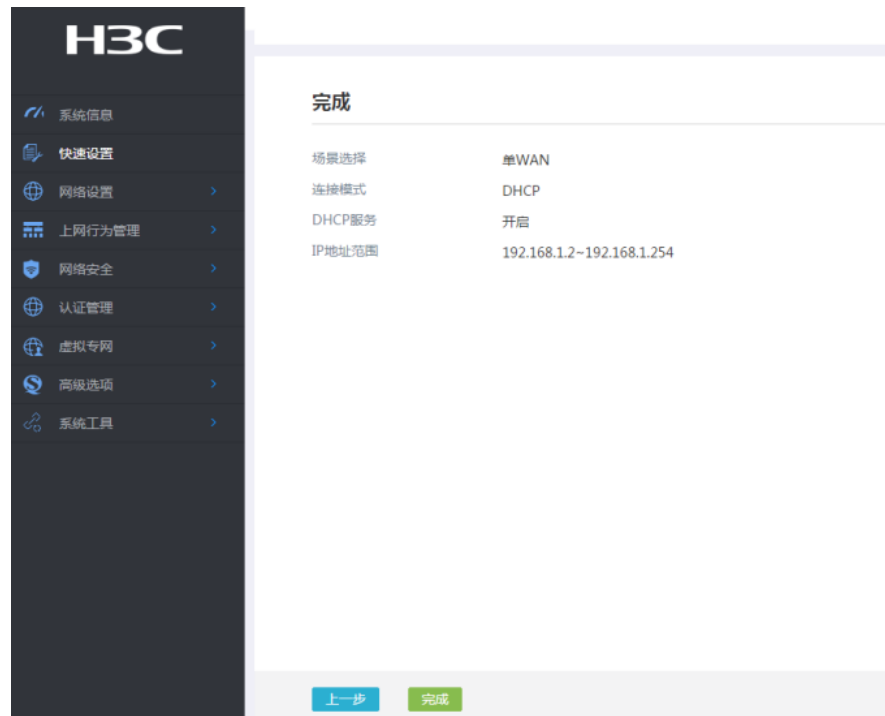 H3C
系统信息
快速设置
网络设置
上网行为管理
网络安全
认证管理
虚拟专网
高级选项
系统工具
完成
场景选择 单WAN
连接模式 DHCP
DHCP服务 开启
IP地址范围 192.168.1.2~192.168.1.254
上一步 完成